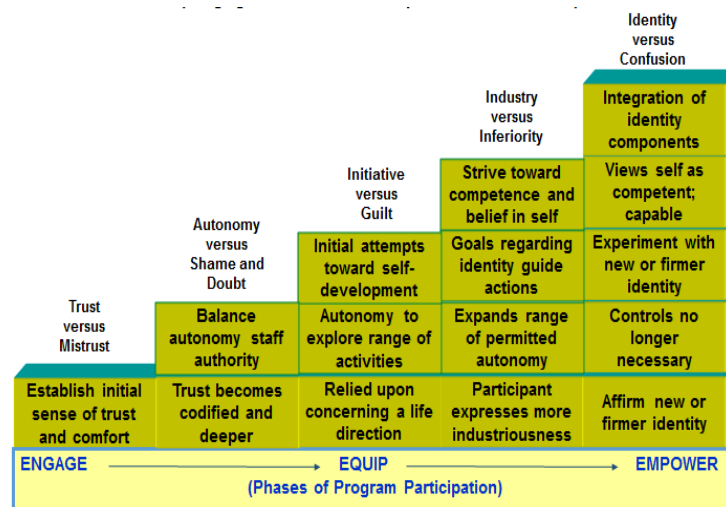 Identity
versus
Confusion
Integration of
identity
components
Industry
versus
Inferiority
Strive toward
competence and
belief in self
Views self as
competent;
capable
Initiative
versus
Guilt
Initial attempts
toward self-
development
Goals regarding
identity guide
actions
Experiment with
new or firmer
identity
Autonomy
versus
Shame and
Doubt
Balance
autonomy staff
authority
Autonomy to
explore range of
activities
Expands range
of permitted
autonomy
Controls no
longer
necessary
Trust
versus
Mistrust
Establish initial
sense of trust
and comfort
Trust becomes
codified and
deeper
Relied upon
concerning a life
direction
Participant
expresses more
industriousness
Affirm new or
firmer identity
ENGAGE
EQUIP
EMPOWER
(Phases of Program Participation)